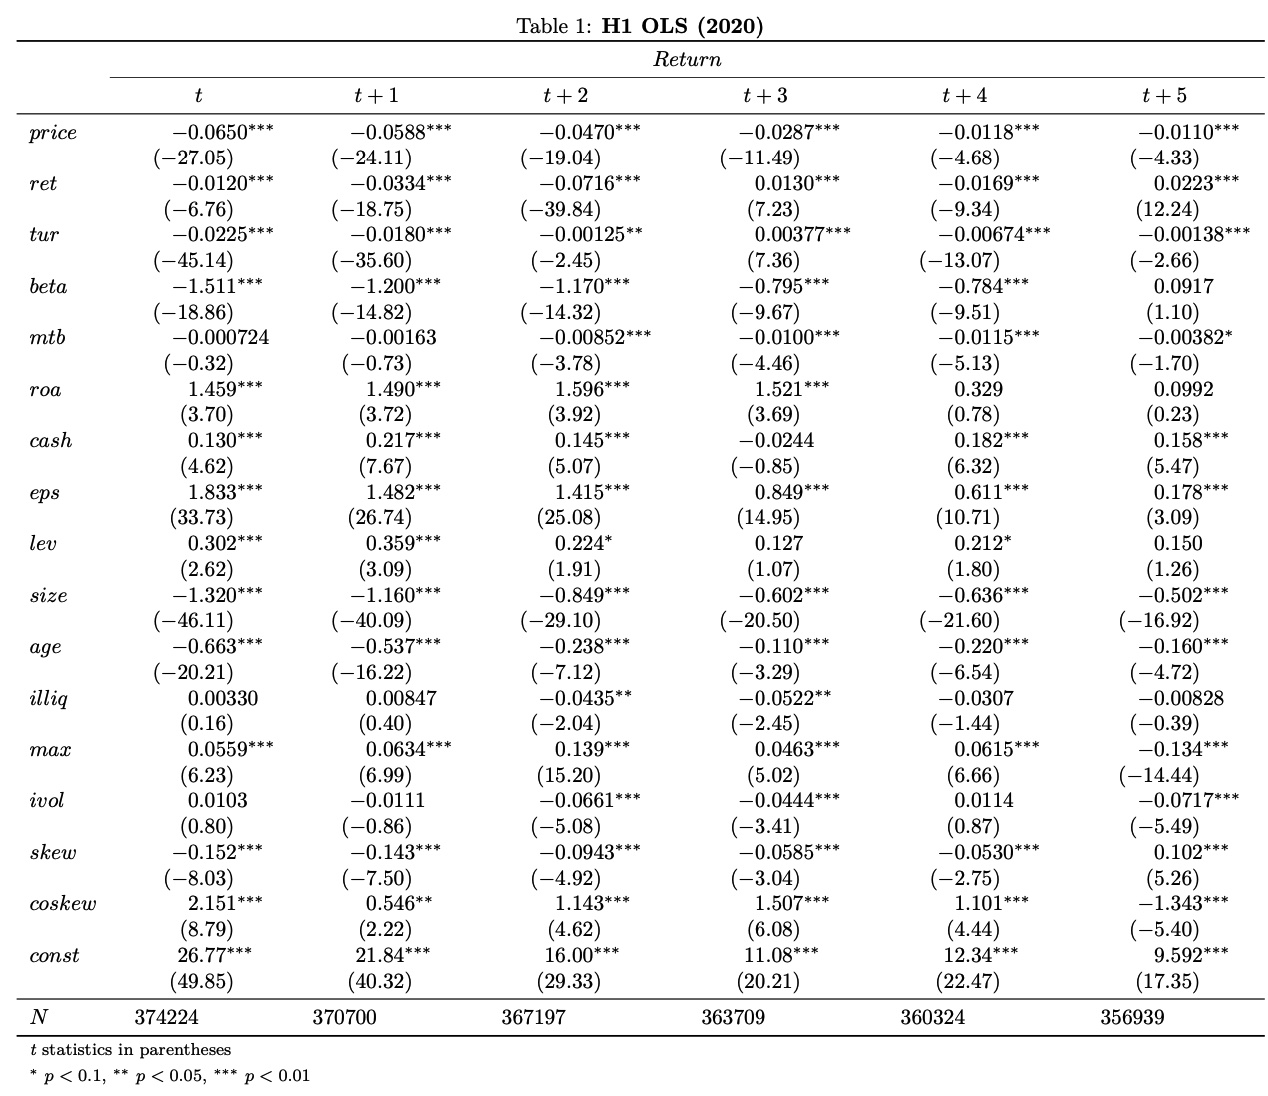 Table 1: H1 OLS (2020)
Return
t t + 1 t + 2 t + 3 t + 4 t + 5
price −0.0650*** −0.0588*** −0.0470*** −0.0287*** −0.0118*** −0.0110***
(−27.05) (−24.11) (−19.04) (−11.49) (−4.68) (−4.33)
ret −0.0120*** −0.0334*** −0.0716*** 0.0130*** −0.0169*** 0.0223***
(−6.76) (−18.75) (−39.84) (7.23) (−9.34) (12.24)
tur −0.0225*** −0.0180*** −0.00125** 0.00377*** −0.00674*** −0.00138***
(−45.14) (−35.60) (−2.45) (7.36) (−13.07) (−2.66)
beta −1.511*** −1.200*** −1.170*** −0.795*** −0.784*** 0.0917
(−18.86) (−14.82) (−14.32) (−9.67) (−9.51) (1.10)
mtb −0.000724 −0.00163 −0.00852*** −0.0100*** −0.0115*** −0.00382*
(−0.32) (−0.73) (−3.78) (−4.46) (−5.13) (−1.70)
roa 1.459*** 1.490*** 1.596*** 1.521*** 0.329 0.0992
(3.70) (3.72) (3.92) (3.69) (0.78) (0.23)
cash 0.130*** 0.217*** 0.145*** −0.0244 0.182*** 0.158***
(4.62) (7.67) (5.07) (−0.85) (6.32) (5.47)
eps 1.833*** 1.482*** 1.415*** 0.849*** 0.611*** 0.178***
(33.73) (26.74) (25.08) (14.95) (10.71) (3.09)
lev 0.302*** 0.359*** 0.224* 0.127 0.212* 0.150
(2.62) (3.09) (1.91) (1.07) (1.80) (1.26)
size −1.320*** −1.160*** −0.849*** −0.602*** −0.636*** −0.502***
(−46.11) (−40.09) (−29.10) (−20.50) (−21.60) (−16.92)
age −0.663*** −0.537*** −0.238*** −0.110*** −0.220*** −0.160***
(−20.21) (−16.22) (−7.12) (−3.29) (−6.54) (−4.72)
illiq 0.00330 0.00847 −0.0435** −0.0522** −0.0307 −0.00828
(0.16) (0.40) (−2.04) (−2.45) (−1.44) (−0.39)
max 0.0559*** 0.0634*** 0.139*** 0.0463*** 0.0615*** −0.134***
(6.23) (6.99) (15.20) (5.02) (6.66) (−14.44)
ivol 0.0103 −0.0111 −0.0661*** −0.0444*** 0.0114 −0.0717***
(0.80) (−0.86) (−5.08) (−3.41) (0.87) (−5.49)
skew −0.152*** −0.143*** −0.0943*** −0.0585*** −0.0530*** 0.102***
(−8.03) (−7.50) (−4.92) (−3.04) (−2.75) (5.26)
coskew 2.151*** 0.546** 1.143*** 1.507*** 1.101*** −1.343***
(8.79) (2.22) (4.62) (6.08) (4.44) (−5.40)
const 26.77*** 21.84*** 16.00*** 11.08*** 12.34*** 9.592***
(49.85) (40.32) (29.33) (20.21) (22.47) (17.35)
N 374224 370700 367197 363709 360324 356939
t statistics in parentheses
* p < 0.1, ** p < 0.05, *** p < 0.01